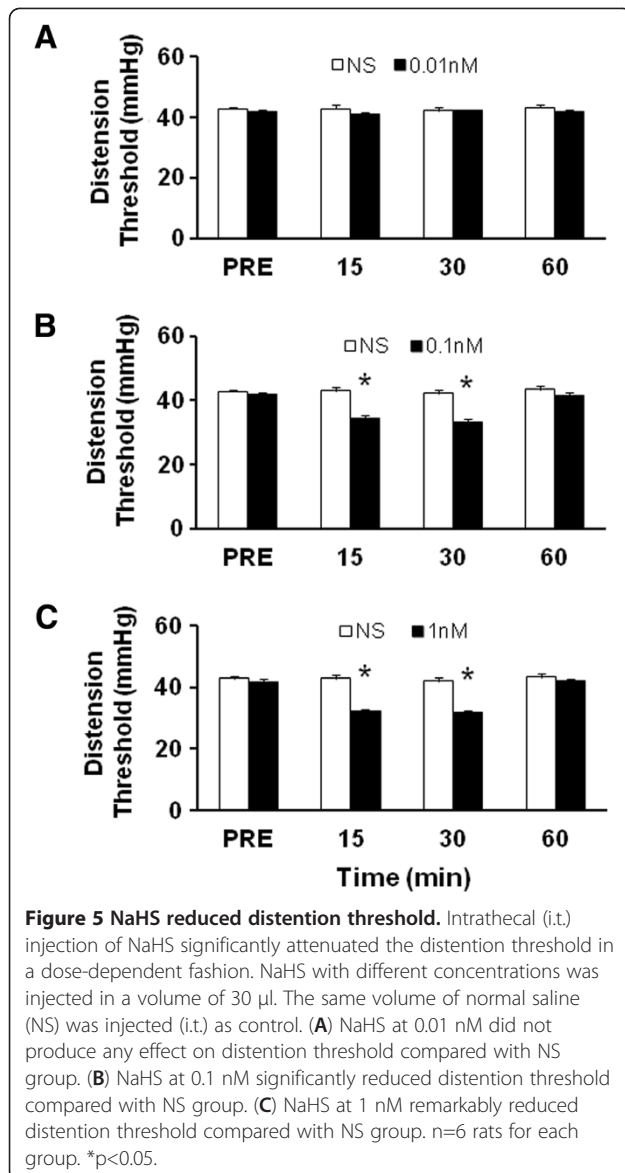 A
60
□NS ■0.01nM
Distension
Threshold (mmHg)
40
20
0
PRE 15 30 60
B
60
□NS ■0.1nM
Distension
Threshold (mmHg)
* *
40
20
0
PRE 15 30 60
C
60
□NS ■1nM
Distension
Threshold (mmHg)
* *
40
20
0
PRE 15 30 60
Time (min)
Figure 5 NaHS reduced distention threshold. Intrathecal (i.t.)
injection of NaHS significantly attenuated the distention threshold in
a dose-dependent fashion. NaHS with different concentrations was
injected in a volume of 30 μl. The same volume of normal saline
(NS) was injected (i.t.) as control. (A) NaHS at 0.01 nM did not
produce any effect on distention threshold compared with NS
group. (B) NaHS at 0.1 nM significantly reduced distention threshold
compared with NS group. (C) NaHS at 1 nM remarkably reduced
distention threshold compared with NS group. n=6 rats for each
group. *p<0.05.